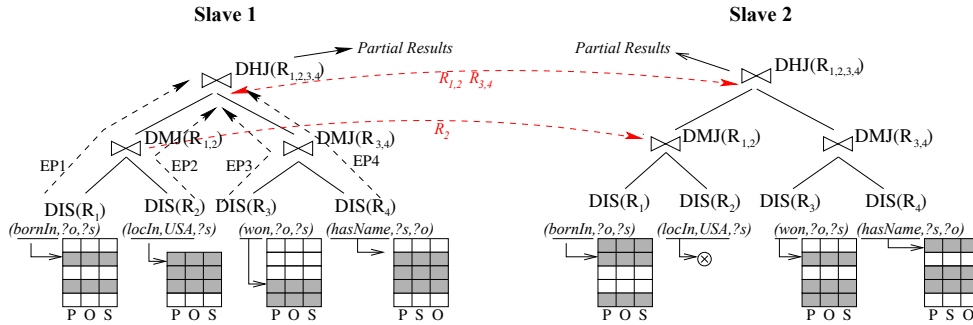 Slave 1
Slave 2
Partial Results
Partial Results
DHJ(R1,2,3,4)
DHJ(R1,2,3,4)
R1,2 R3,4
DMJ(R1,2)
DMJ(R3,4)
R2
DMJ(R1,2)
DMJ(R3,4)
EP1
EP2
EP3
EP4
DIS(R1)
DIS(R2)
DIS(R3)
DIS(R4)
DIS(R1)
DIS(R2)
DIS(R3)
DIS(R4)
(bornIn,?o,?s)
(locIn,USA,?s)
(won,?o,?s)
(hasName,?s,?o)
(bornIn,?o,?s)
(locIn,USA,?s)
(won,?o,?s)
(hasName,?s,?o)
P O S
P O S
P O S
P S O
P O S
P O S
P S O